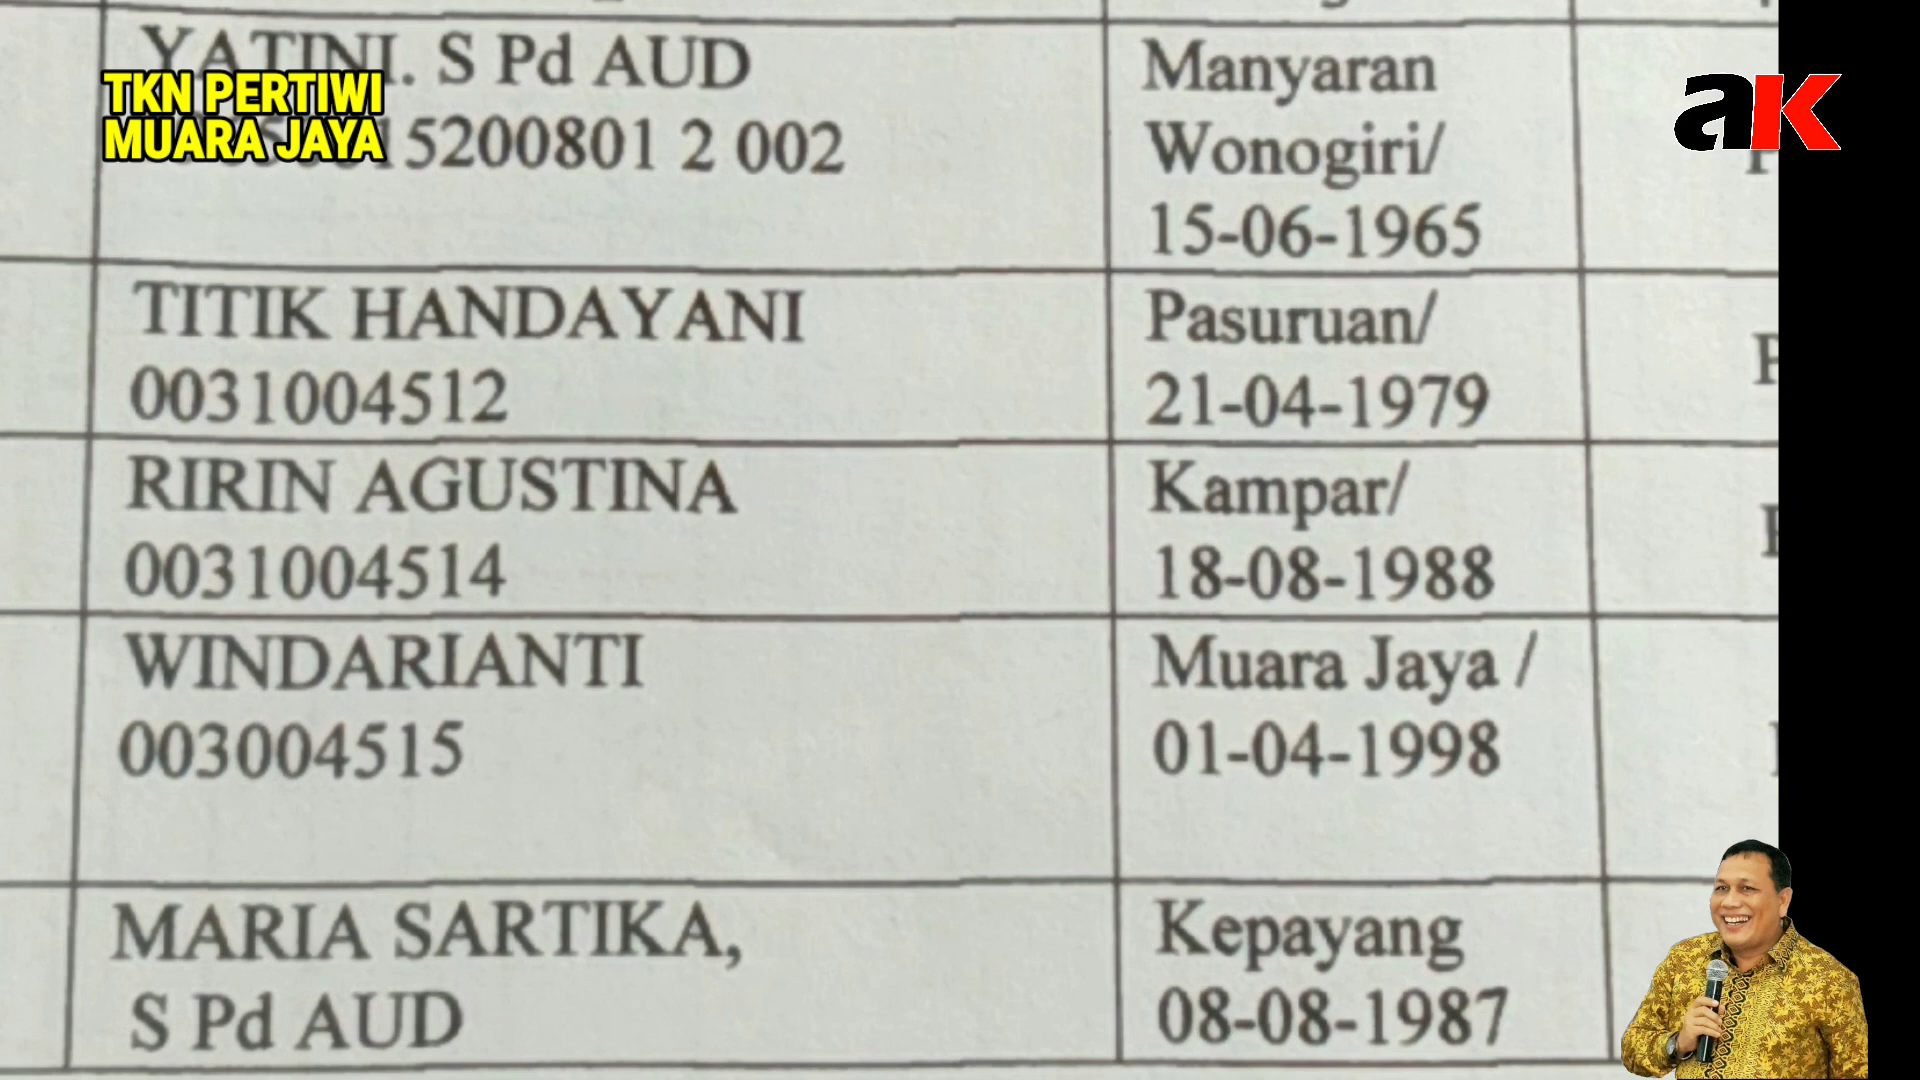 TKN PERTIWI
MUARA JAYA
aK
YATINI. S Pd AUD
5200801 2 002
Manyaran
Wonogiri/
15-06-1965
TITIK HANDAYANI
0031004512
Pasuruan/
21-04-1979
RIRIN AGUSTINA
0031004514
Kampar/
18-08-1988
WINDARIANTI
003004515
Muara Jaya /
01-04-1998
MARIA SARTIKA,
S Pd AUD
Kepayang
08-08-1987